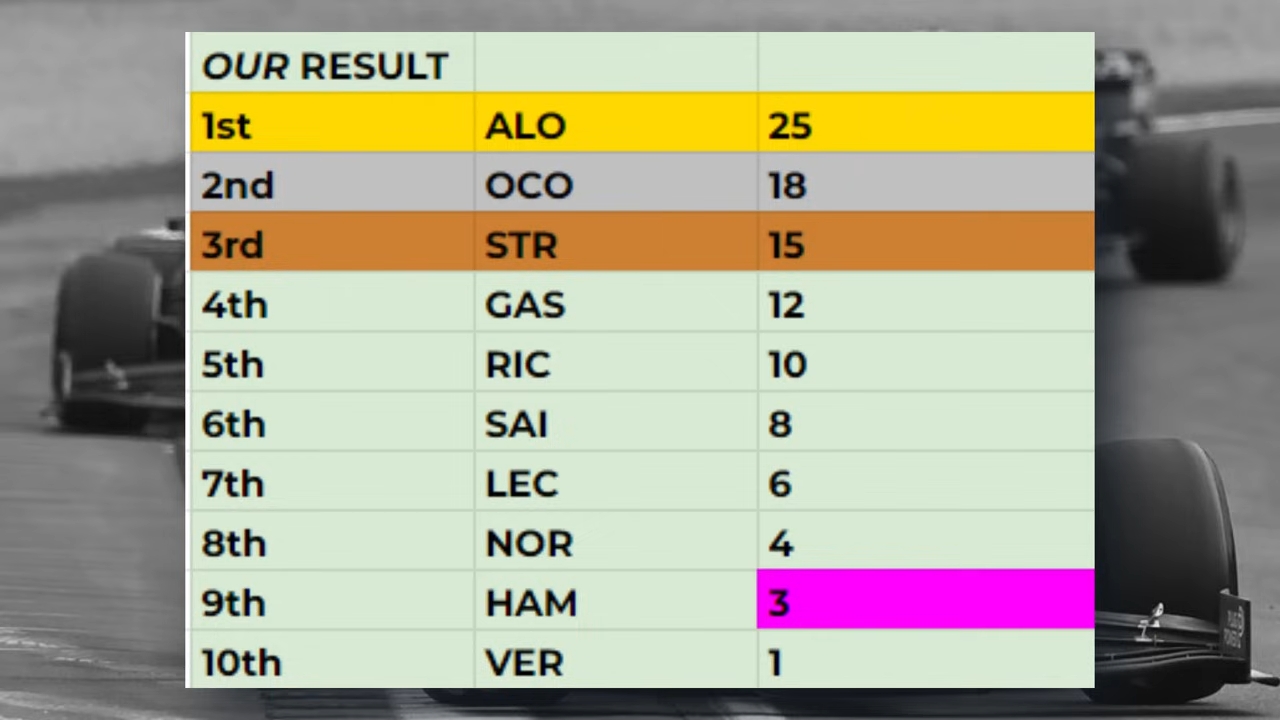 OUR RESULT
1st ALO 25
2nd OCO 18
3rd STR 15
4th GAS 12
5th RIC 10
6th SAI 8
7th LEC 6
8th NOR 4
9th HAM 3
10th VER 1